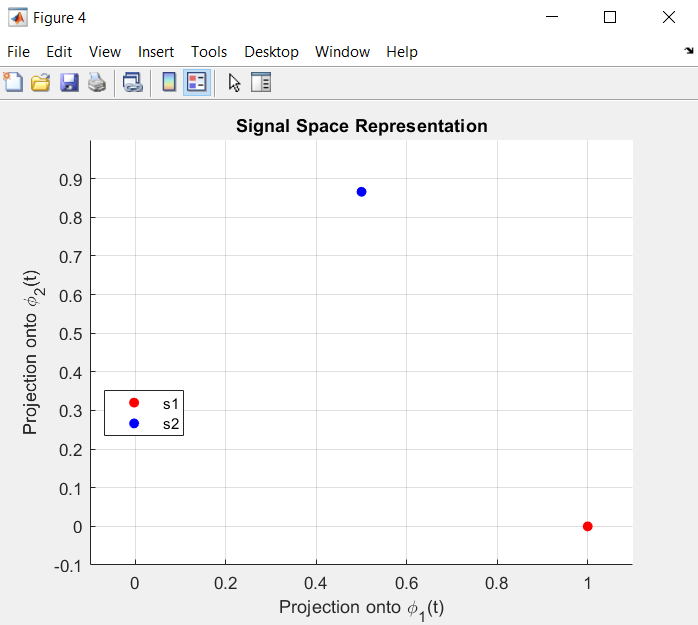 Figure 4
File Edit View Insert Tools Desktop Window Help
Signal Space Representation
Projection onto ϕ2(t)
0.9
0.8
0.7
0.6
0.5
0.4
0.3
0.2
0.1
0
-0.1
s1
s2
0 0.2 0.4 0.6 0.8 1
Projection onto ϕ1(t)